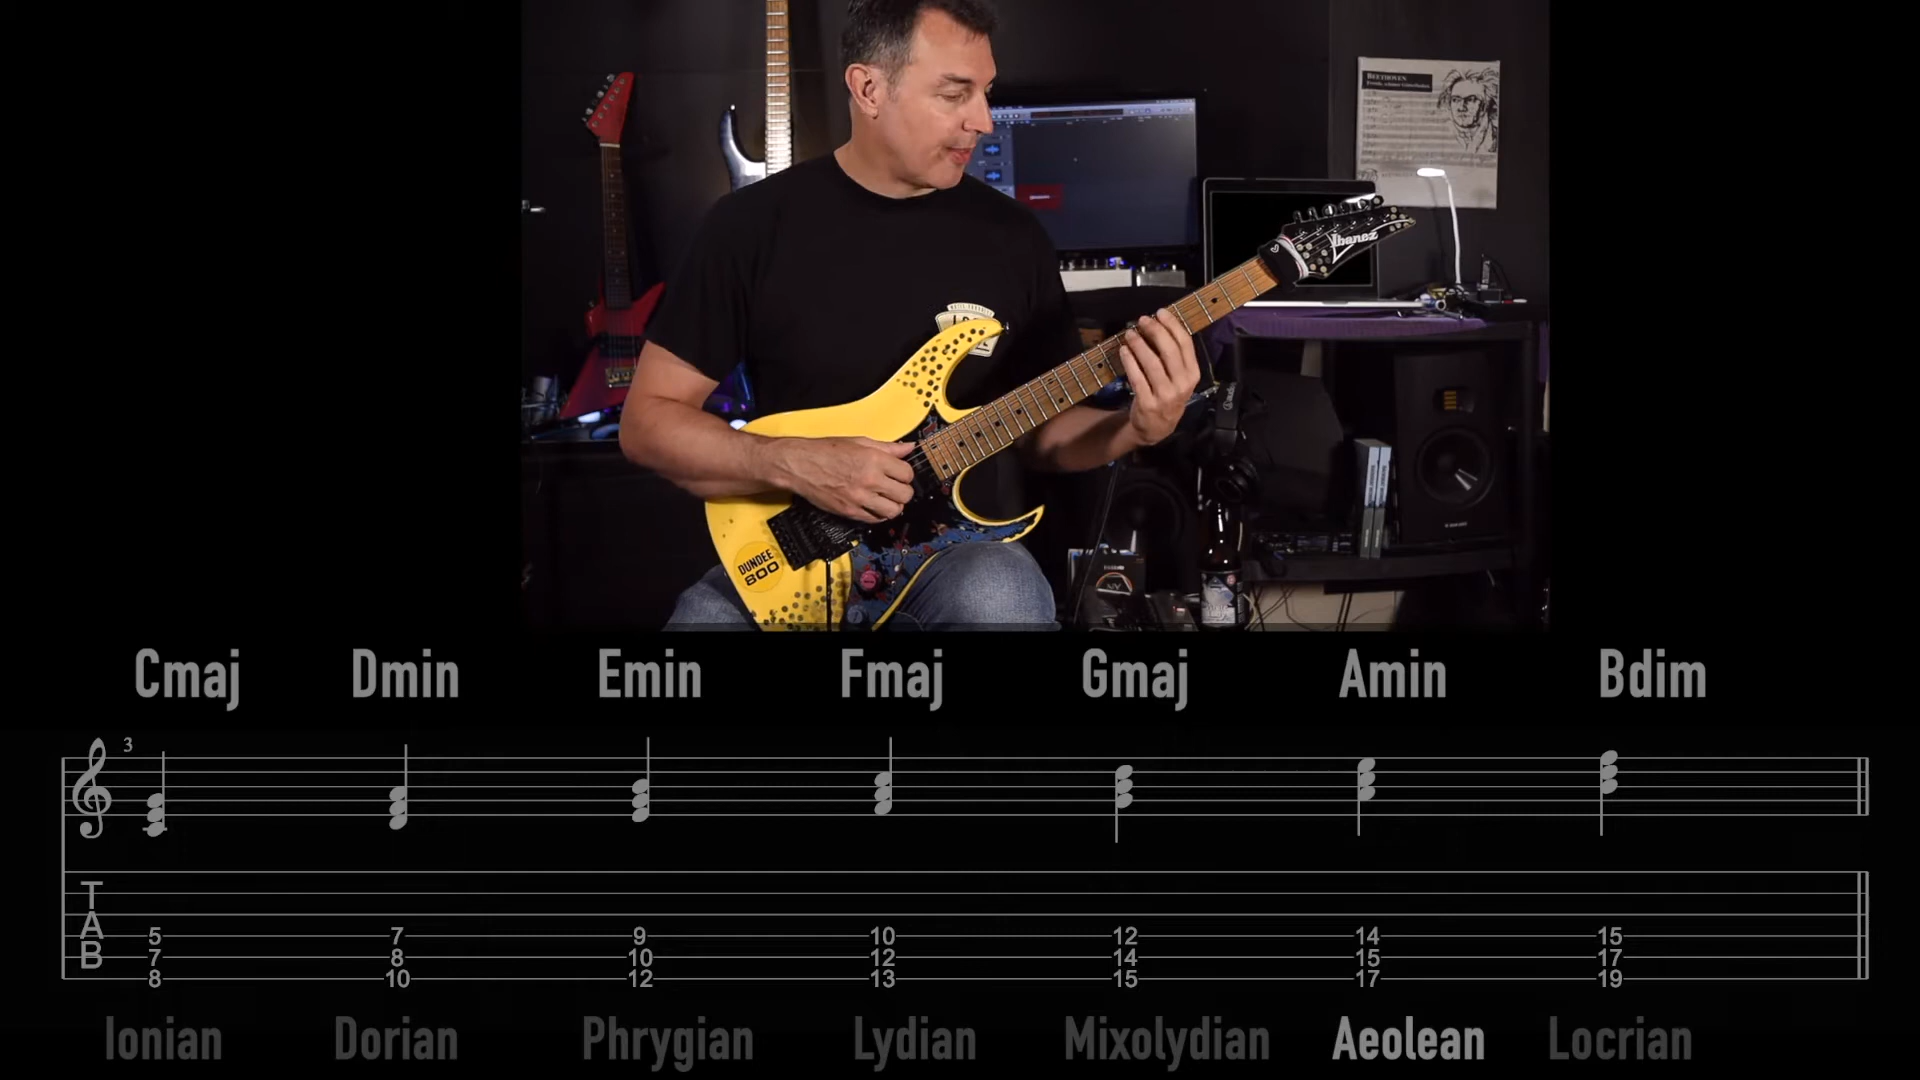 BEETHOVEN
Ibanez
DUNDEE
800
Cmaj Dmin Emin Fmaj Gmaj Amin Bdim
3
T
A
B
5 7 9 10 12 14 15
7 8 10 12 14 15 17
8 10 12 13 15 17 19
Ionian Dorian Phrygian Lydian Mixolydian Aeolean Locrian